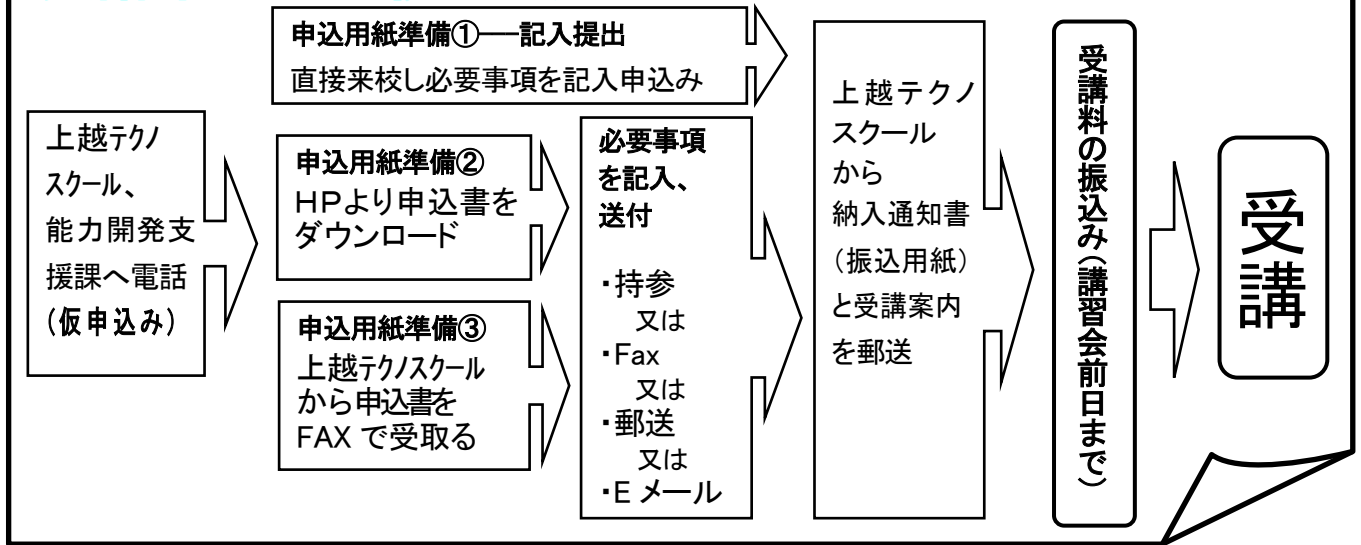 上越テクノ
スクール、
能力開発支
援課へ電話
(仮申込み)
申込用紙準備①──記入提出
直接来校し必要事項を記入申込み
申込用紙準備②
HPより申込書を
ダウンロード
申込用紙準備③
上越テクノスクール
から申込書を
FAX で受取る
必要事項
を記入、
送付
・持参
又は
・Fax
又は
・郵送
又は
・E メール
上越テクノ
スクール
から
納入通知書
(振込用紙)
と受講案内
を郵送
受講料の振込み(講習会前日まで)
受講